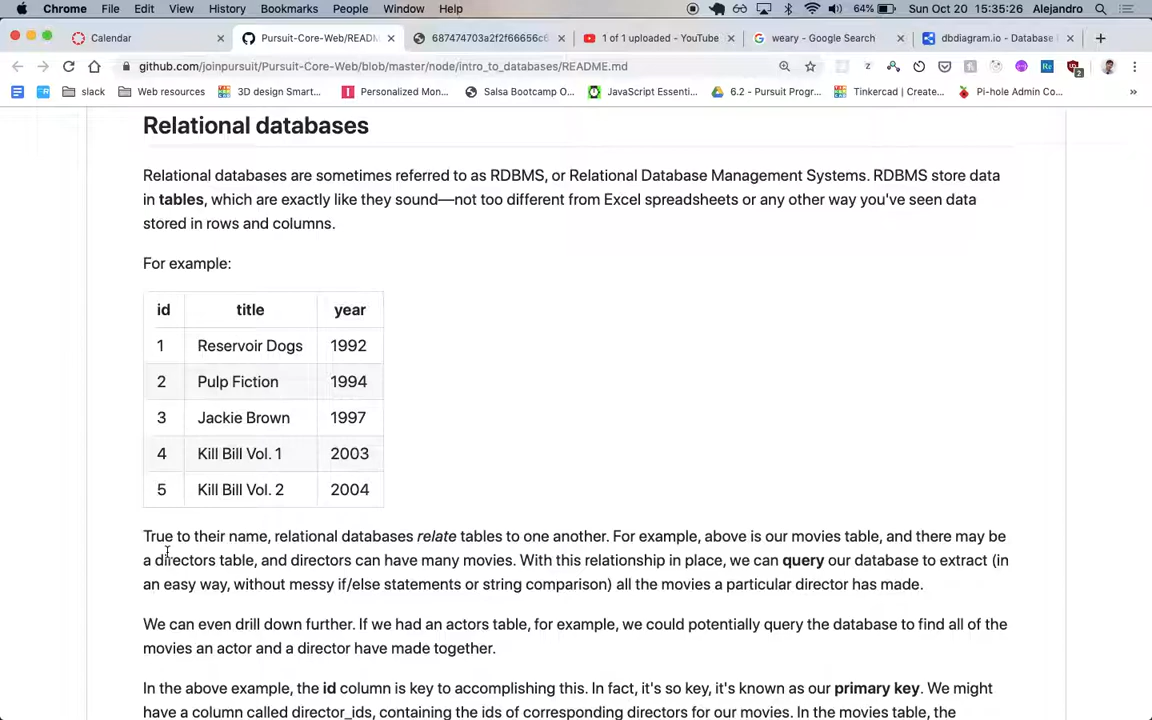 Chrome File Edit View History Bookmarks People Window Help 64% Sun Oct 20 15:35:26 Alejandro
Calendar Pursuit-Core-Web/READM 687474703a2f2f66656c6 1 of 1 uploaded - YouTube weary - Google Search dbdiagram.io - Database
github.com/joinpursuit/Pursuit-Core-Web/blob/master/node/intro_to_databases/README.md
slack Web resources 3D design Smart... Personalized Mon... Salsa Bootcamp O... JavaScript Essenti... 6.2 - Pursuit Progr... Tinkercad | Create... Pi-hole Admin Co... »
Relational databases
Relational databases are sometimes referred to as RDBMS, or Relational Database Management Systems. RDBMS store data
in tables, which are exactly like they sound—not too different from Excel spreadsheets or any other way you've seen data
stored in rows and columns.
For example:
id title year
1 Reservoir Dogs 1992
2 Pulp Fiction 1994
3 Jackie Brown 1997
4 Kill Bill Vol. 1 2003
5 Kill Bill Vol. 2 2004
True to their name, relational databases relate tables to one another. For example, above is our movies table, and there may be
a directors table, and directors can have many movies. With this relationship in place, we can query our database to extract (in
an easy way, without messy if/else statements or string comparison) all the movies a particular director has made.
We can even drill down further. If we had an actors table, for example, we could potentially query the database to find all of the
movies an actor and a director have made together.
In the above example, the id column is key to accomplishing this. In fact, it's so key, it's known as our primary key. We might
have a column called director_ids, containing the ids of corresponding directors for our movies. In the movies table, the